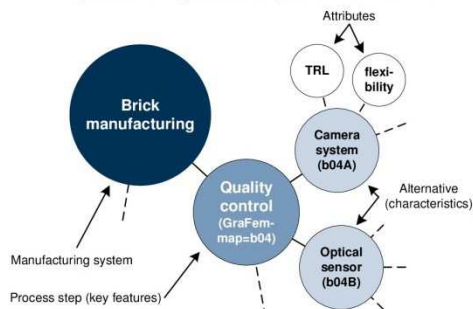 Attributes
TRL
flexi-
bility
Brick
manufacturing
Camera
system
(b04A)
Quality
control
(GraFem-
map=b04)
Alternative
(characteristics)
Optical
sensor
(b04B)
Manufacturing system
Process step (key features)